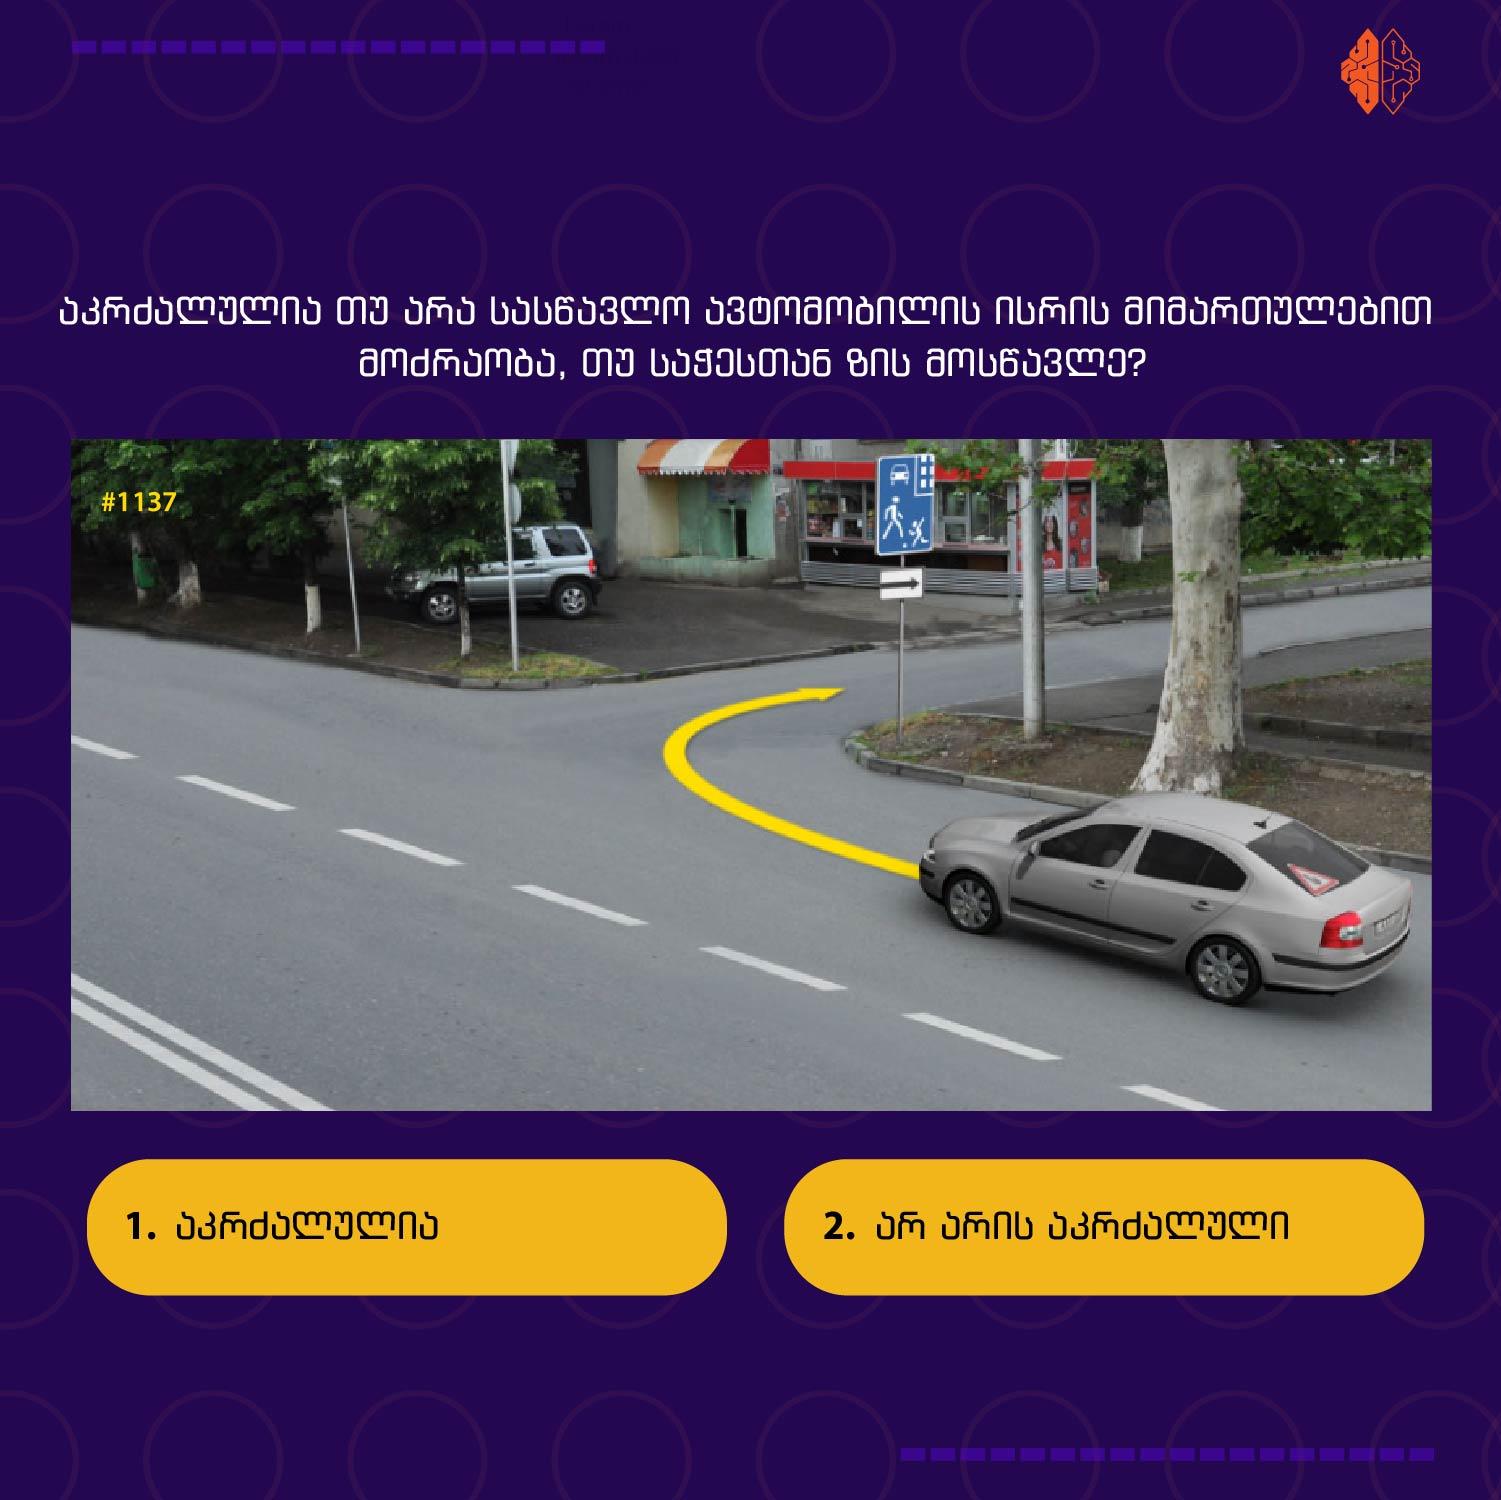 აკრძალულია თუ არა სასწავლო ავტომობილის ისრის მიმართულებით
მოძრაობა, თუ საჭესთან ზის მოსწავლე?
#1137
1. აკრძალულია
2. არ არის აკრძალული